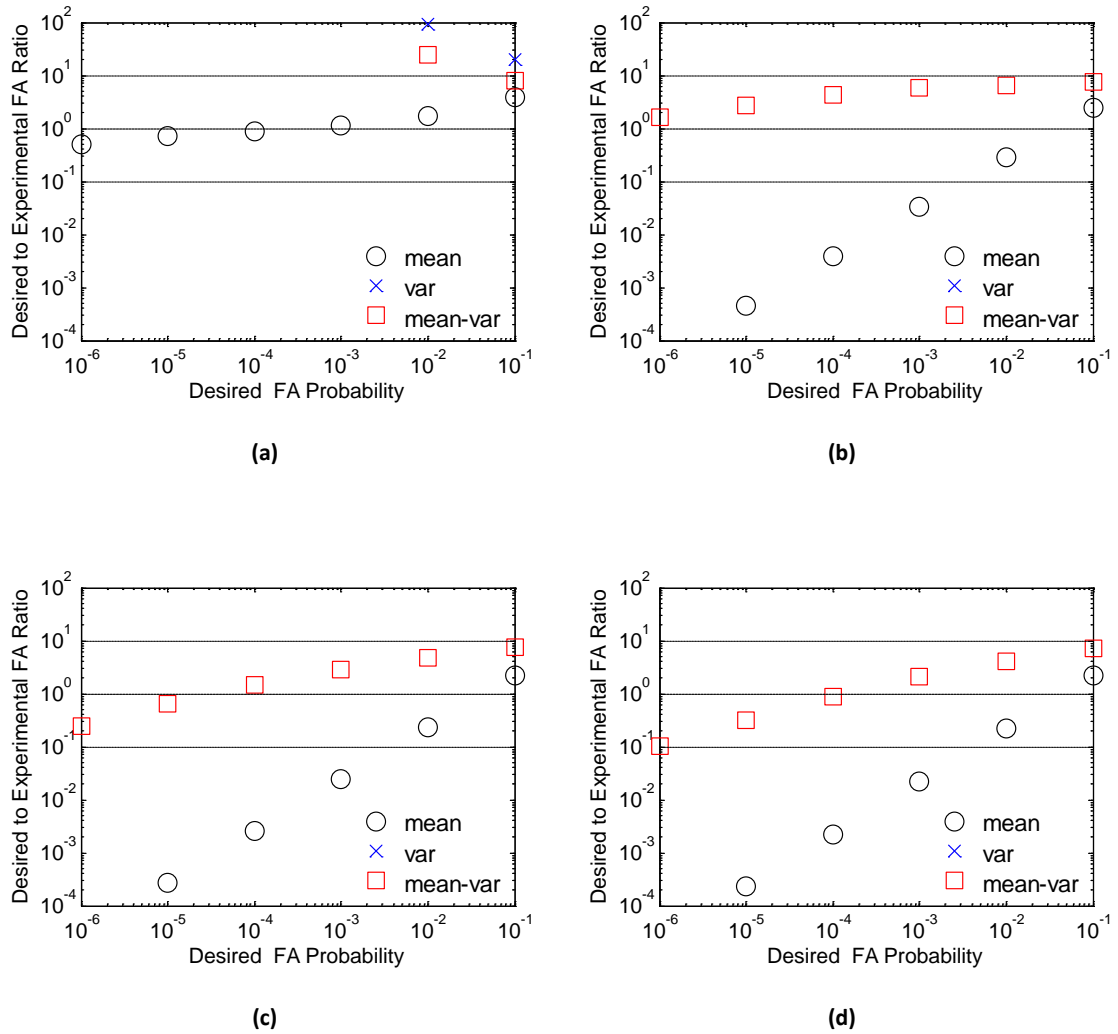 10^2
10^1
10^0
10^-1
10^-2
10^-3
10^-4
Desired to Experimental FA Ratio
mean
var
mean-var
10^-6 10^-5 10^-4 10^-3 10^-2 10^-1
Desired FA Probability
(a)
10^2
10^1
10^0
10^-1
10^-2
10^-3
10^-4
Desired to Experimental FA Ratio
mean
var
mean-var
10^-6 10^-5 10^-4 10^-3 10^-2 10^-1
Desired FA Probability
(b)
10^2
10^1
10^0
10^-1
10^-2
10^-3
10^-4
Desired to Experimental FA Ratio
mean
var
mean-var
10^-6 10^-5 10^-4 10^-3 10^-2 10^-1
Desired FA Probability
(c)
10^2
10^1
10^0
10^-1
10^-2
10^-3
10^-4
Desired to Experimental FA Ratio
mean
var
mean-var
10^-6 10^-5 10^-4 10^-3 10^-2 10^-1
Desired FA Probability
(d)